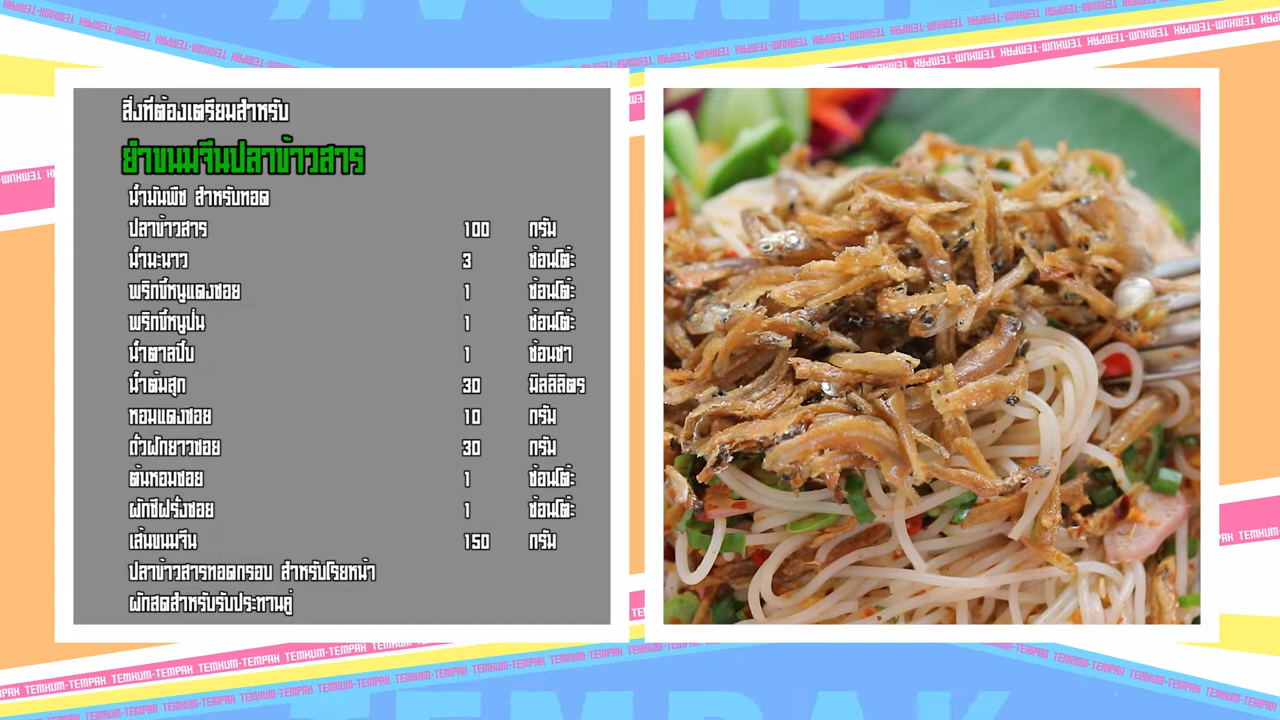 สิ่งที่ต้องเตรียมสำหรับ
ยำขนมจีนปลาข้าวสาร
น้ำมันพืช สำหรับทอด
ปลาข้าวสาร 100 กรัม
น้ำมะนาว 3 ช้อนโต๊ะ
พริกขี้หนูแดงซอย 1 ช้อนโต๊ะ
พริกขี้หนูป่น 1 ช้อนโต๊ะ
น้ำตาลปี๊บ 1 ช้อนชา
น้ำต้มสุก 30 มิลลิลิตร
หอมแดงซอย 10 กรัม
ถั่วฝักยาวซอย 30 กรัม
ต้นหอมซอย 1 ช้อนโต๊ะ
ผักชีฝรั่งซอย 1 ช้อนโต๊ะ
เส้นขนมจีน 150 กรัม
ปลาข้าวสารทอดกรอบ สำหรับโรยหน้า
ผักสดสำหรับรับประทานคู่
TEMKUM-TEMPAK TEMKUM-TEMPAK TEMKUM-TEMPAK
TEMPAK